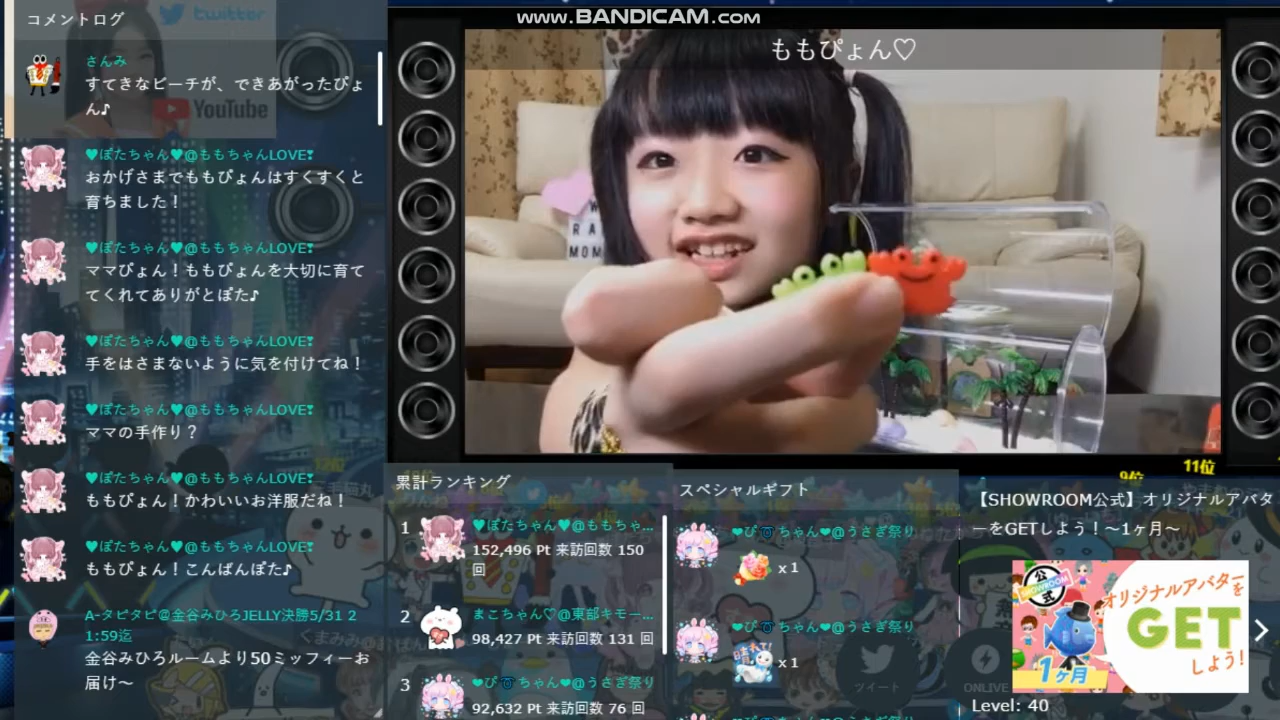 コメントログ
twitter
さんみ
すてきなピーチが、できあがったぴょ
ん♪
YouTube
♥ぽたちゃん♥@ももちゃんLOVE❣
おかげさまでももぴょんはすくすくと
育ちました！
♥ぽたちゃん♥@ももちゃんLOVE❣
ママぴょん！ももぴょんを大切に育て
てくれてありがとぽた♪
♥ぽたちゃん♥@ももちゃんLOVE❣
手をはさまないように気を付けてね！
♥ぽたちゃん♥@ももちゃんLOVE❣
ママの手作り？
♥ぽたちゃん♥@ももちゃんLOVE❣
ももぴょん！かわいいお洋服だね！
♥ぽたちゃん♥@ももちゃんLOVE❣
ももぴょん！こんばんぽた♪
A-タピタピ@金谷みひろJELLY決勝5/31 2
1:59迄
金谷みひろルームより50ミッフィーお
届け〜
www.BANDICAM.com
ももぴょん♡
W
RA
MOM
累計ランキング
1
♥ぽたちゃん♥@ももちゃ...
152,496 Pt 来訪回数 150
回
2
まこちゃん♡@東部キモー...
98,427 Pt 来訪回数 131 回
3
❤ぴ➰ちゃん❤@うさぎ祭り
92,632 Pt 来訪回数 76 回
スペシャルギフト
❤ぴ➰ちゃん❤@うさぎ祭り
x 1
❤ぴ➰ちゃん❤@うさぎ祭り
x 1
ツイート
ONLIVE
9位
11位
【SHOWROOM公式】オリジナルアバタ
ーをGETしよう！〜1ヶ月〜
SHOWROOM
公式
1ヶ月
オリジナルアバターを
GET
しよう!
Level: 40